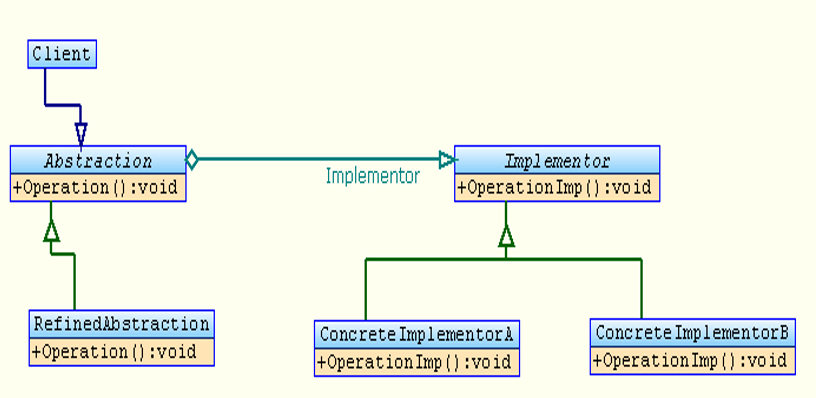 Client
Abstraction
+Operation():void
Implementor
Implementor
+OperationImp():void
RefinedAbstraction
+Operation():void
ConcreteImplementorA
+OperationImp():void
ConcreteImplementorB
+OperationImp():void